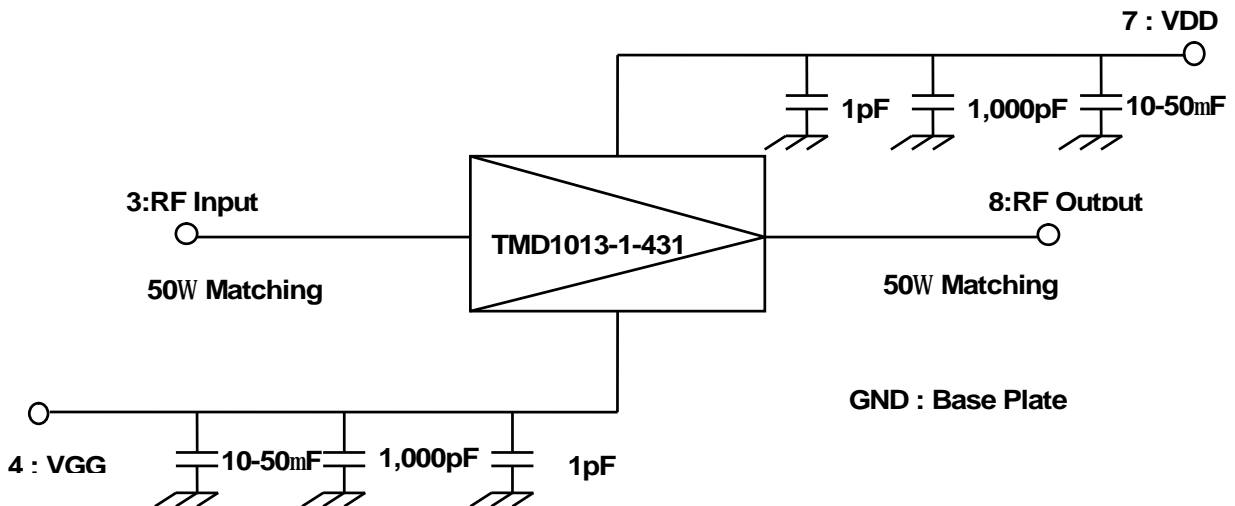 7 : VDD
1pF
1,000pF
10-50mF
3:RF Input
8:RF Output
TMD1013-1-431
50W Matching
50W Matching
GND : Base Plate
4 : VGG
10-50mF
1,000pF
1pF